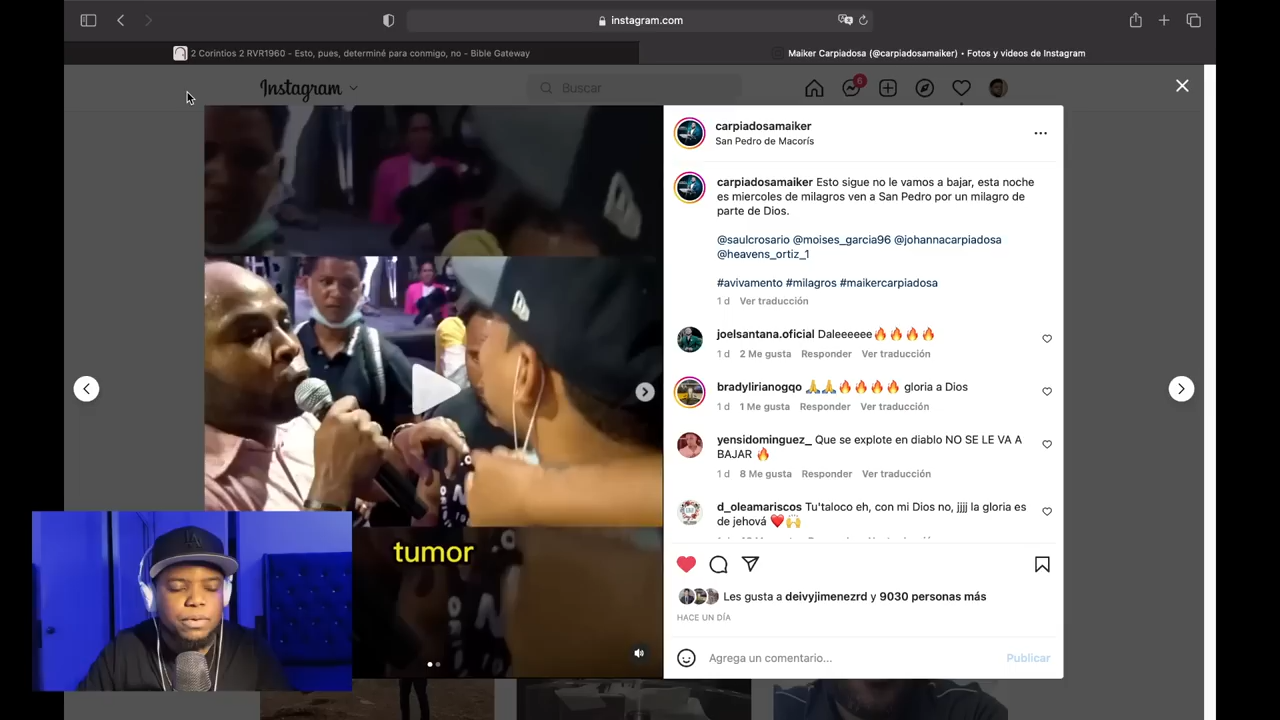 instagram.com
2 Corintios 2 RVR1960 - Esto, pues, determiné para conmigo, no - Bible Gateway
Maiker Carpiadosa (@carpiadosamaiker) • Fotos y videos de Instagram
Instagram
Buscar
6
carpiadosamaiker
San Pedro de Macorís
carpiadosamaiker Esto sigue no le vamos a bajar, esta noche
es miercoles de milagros ven a San Pedro por un milagro de
parte de Dios.
@saulcrosario @moises_garcia96 @johannacarpiadosa
@heavens_ortiz_1
#avivamento #milagros #maikercarpiadosa
1 d Ver traducción
joelsantana.oficial Daleeeeee🔥🔥🔥🔥
1 d 2 Me gusta Responder Ver traducción
bradylirianogqo 🙏🙏🔥🔥🔥🔥 gloria a Dios
1 d 1 Me gusta Responder Ver traducción
yensidominguez_ Que se explote en diablo NO SE LE VA A
BAJAR 🔥
1 d 8 Me gusta Responder Ver traducción
d_oleamariscos Tu'taloco eh, con mi Dios no, jjjj la gloria es
de jehová ❤️🙌
tumor
Les gusta a deivyjimenezrd y 9030 personas más
HACE UN DÍA
Agrega un comentario...
Publicar